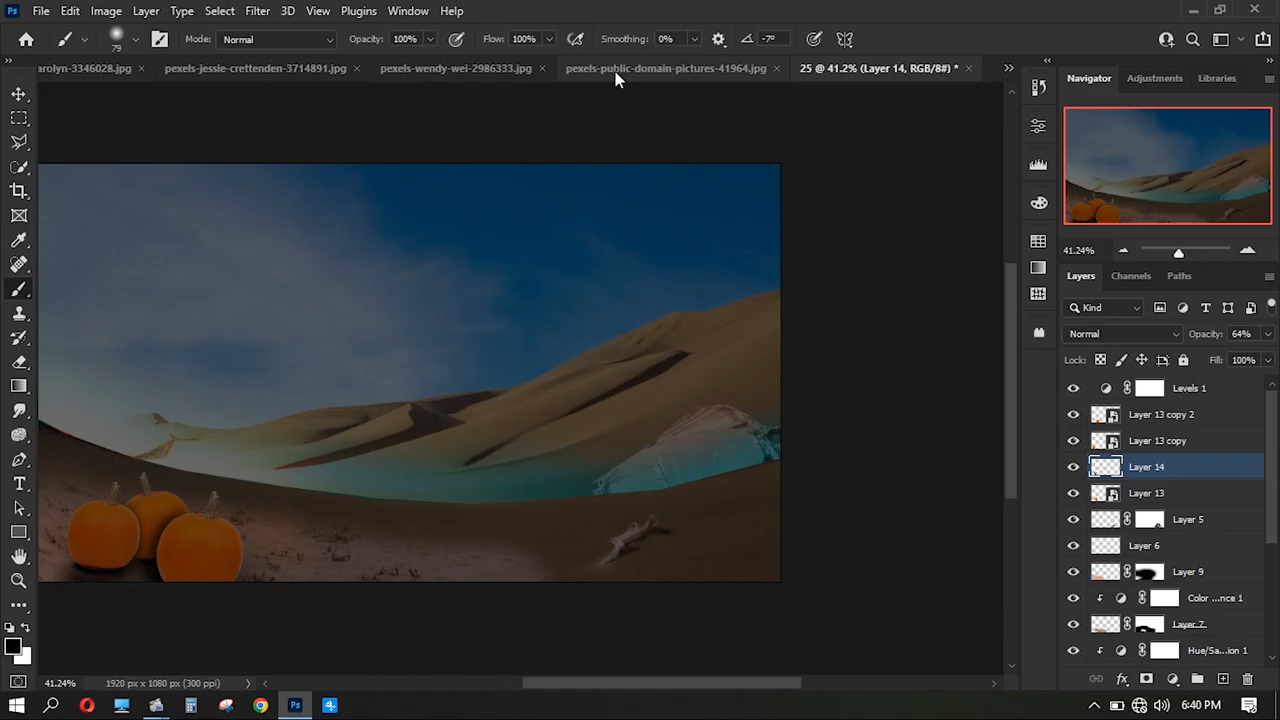 Ps File Edit Image Layer Type Select Filter 3D View Plugins Window Help
79 Mode: Normal Opacity: 100% Flow: 100% Smoothing: 0% -7°
arolyn-3346028.jpg × pexels-jessie-crettenden-3714891.jpg × pexels-wendy-wei-2986333.jpg × pexels-public-domain-pictures-41964.jpg × 25 @ 41.2% (Layer 14, RGB/8#) * ×
Navigator Adjustments Libraries
41.24%
Layers Channels Paths
Kind
Normal Opacity: 64%
Lock: Fill: 100%
Levels 1
Layer 13 copy 2
Layer 13 copy
Layer 14
Layer 13
Layer 5
Layer 6
Layer 9
Color ...nce 1
Layer 7
Hue/Sa...ion 1
41.24% 1920 px x 1080 px (300 ppi)
Ps 6:40 PM